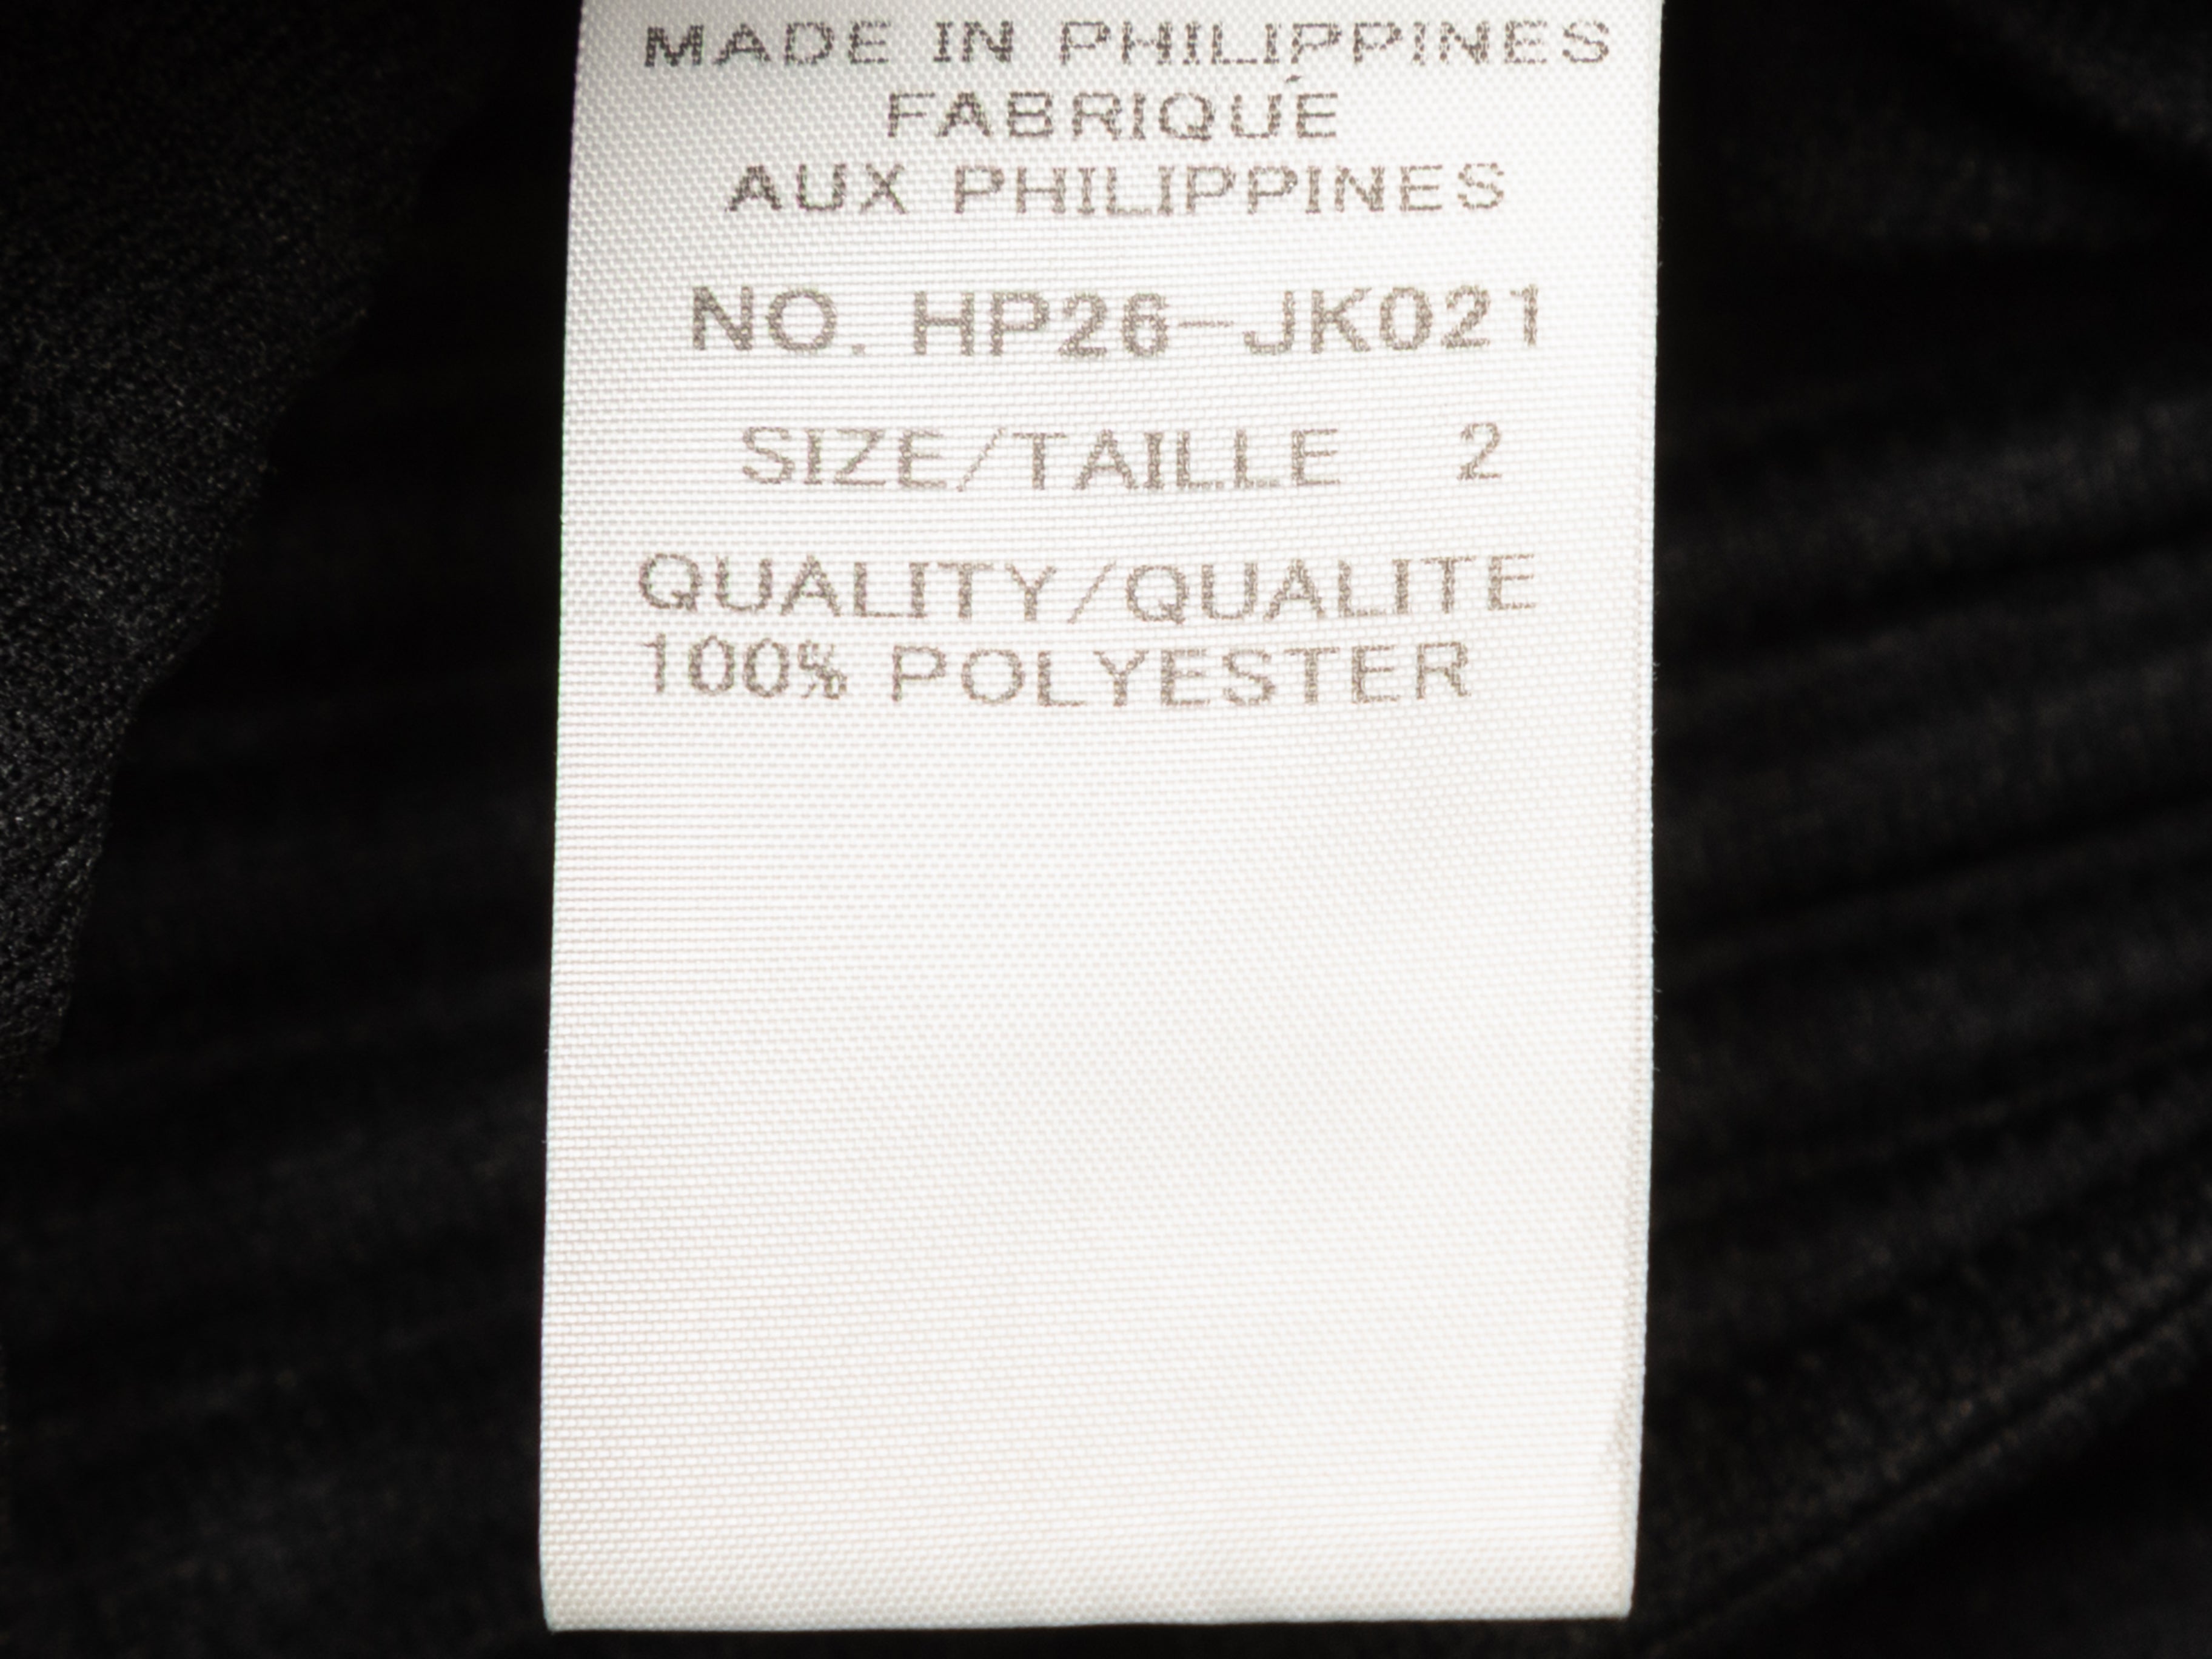 MADE IN PHILIPPINES
FABRIQUÉ
AUX PHILIPPINES
NO. HP26-JK021
SIZE/TAILLE 2
QUALITY/QUALITE
100% POLYESTER